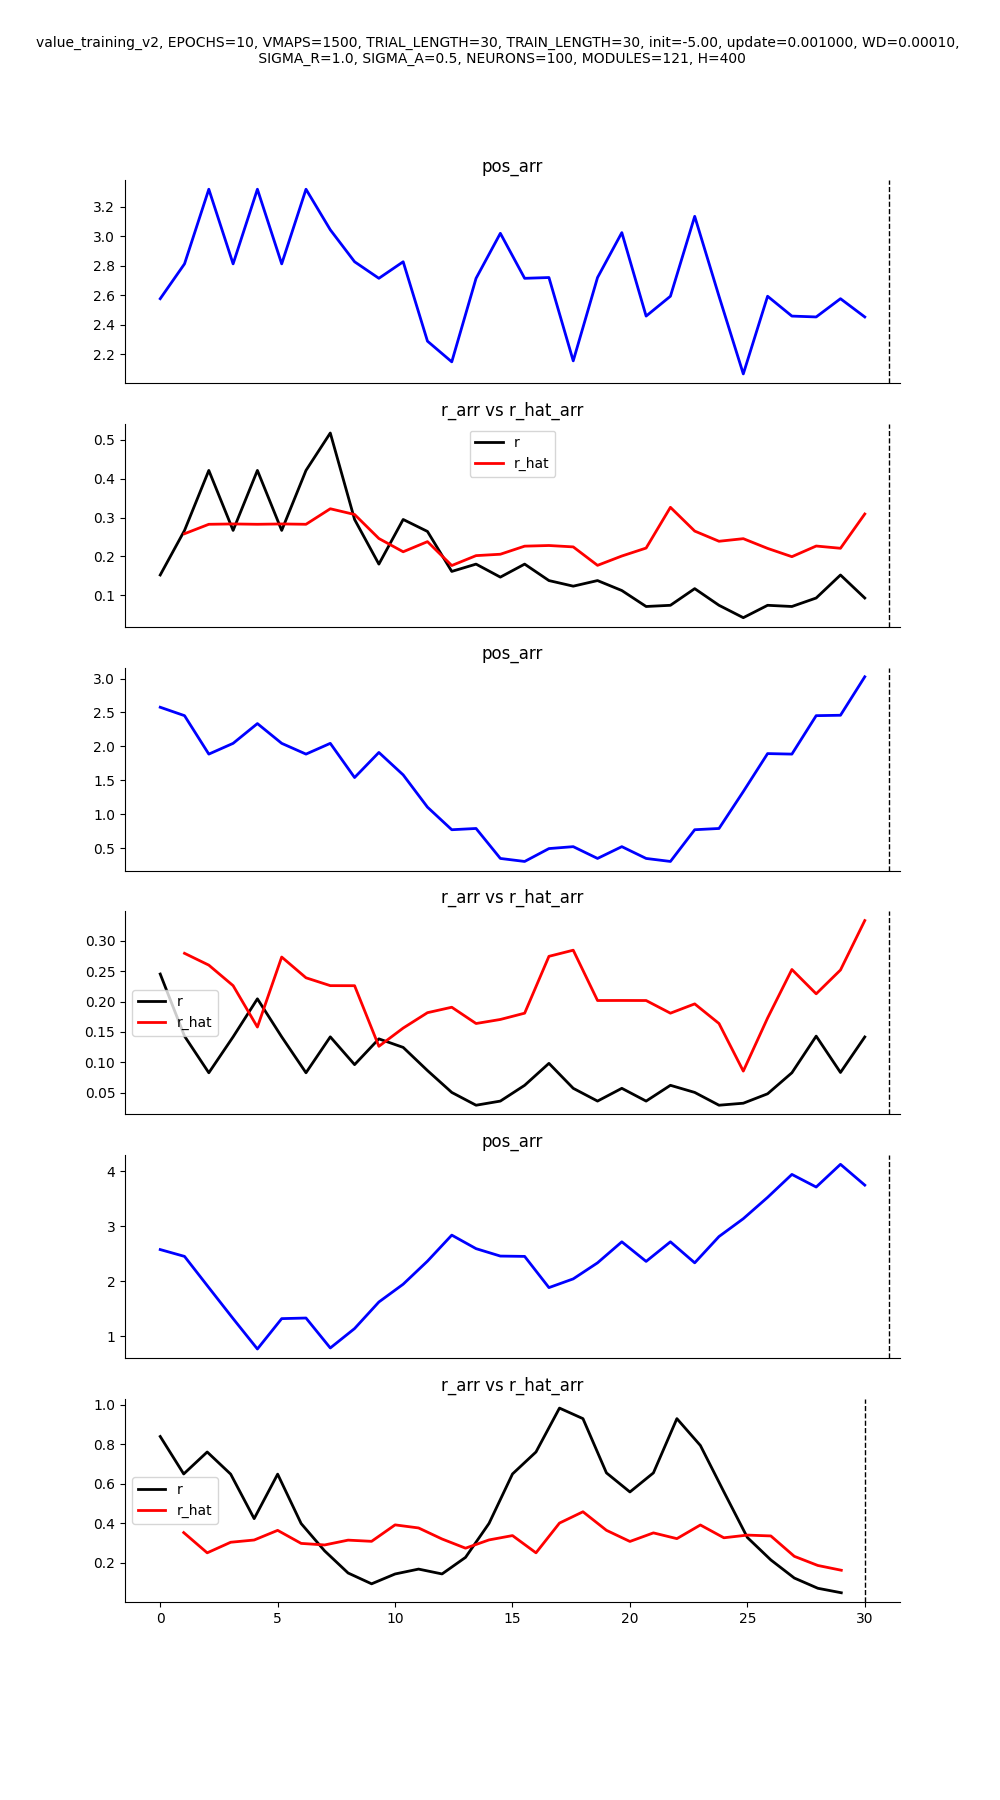 value_training_v2, EPOCHS=10, VMAPS=1500, TRIAL_LENGTH=30, TRAIN_LENGTH=30, init=-5.00, update=0.001000, WD=0.00010,
SIGMA_R=1.0, SIGMA_A=0.5, NEURONS=100, MODULES=121, H=400
pos_arr
3.2
3.0
2.8
2.6
2.4
2.2
r_arr vs r_hat_arr
r
r_hat
0.5
0.4
0.3
0.2
0.1
pos_arr
3.0
2.5
2.0
1.5
1.0
0.5
r_arr vs r_hat_arr
r
r_hat
0.30
0.25
0.20
0.15
0.10
0.05
pos_arr
4
3
2
1
r_arr vs r_hat_arr
r
r_hat
1.0
0.8
0.6
0.4
0.2
0 5 10 15 20 25 30